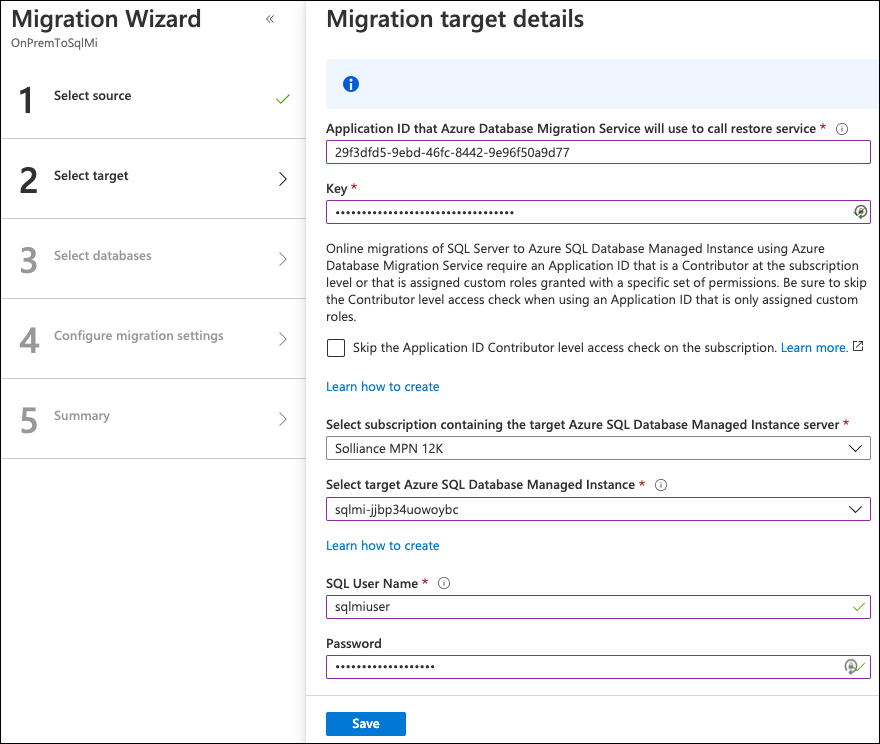 Migration Wizard
«
OnPremToSqlMi
1 Select source
2 Select target
3 Select databases
4 Configure migration settings
5 Summary
Migration target details
Application ID that Azure Database Migration Service will use to call restore service *
29f3dfd5-9ebd-46fc-8442-9e96f50a9d77
Key *
•••••••••••••••••••••••••••••••••
Online migrations of SQL Server to Azure SQL Database Managed Instance using Azure
Database Migration Service require an Application ID that is a Contributor at the subscription
level or that is assigned custom roles granted with a specific set of permissions. Be sure to skip
the Contributor level access check when using an Application ID that is only assigned custom
roles.
Skip the Application ID Contributor level access check on the subscription. Learn more.
Learn how to create
Select subscription containing the target Azure SQL Database Managed Instance server *
Solliance MPN 12K
Select target Azure SQL Database Managed Instance *
sqlmi-jjbp34uowoybc
Learn how to create
SQL User Name *
sqlmiuser
Password
•••••••••••••••••••
Save